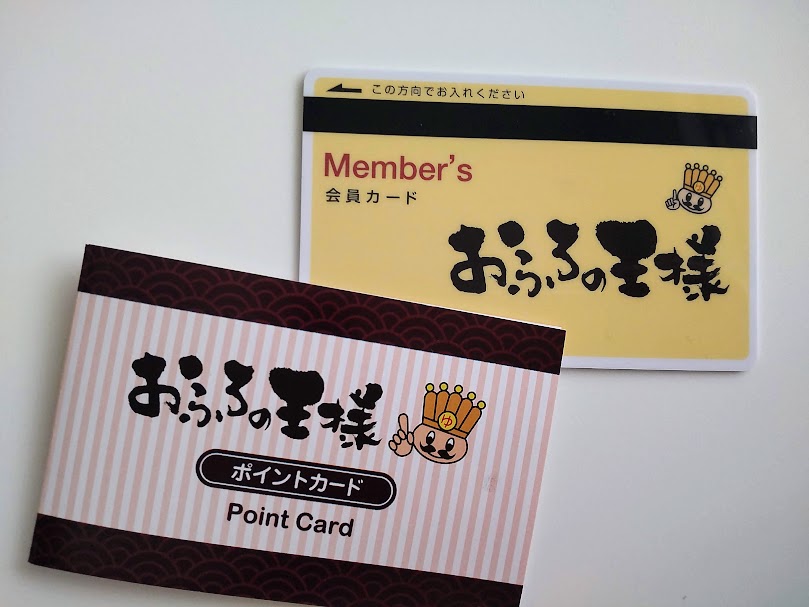 この方向でお入れください
Member's
会員カード
おふろの王様
おふろの王様
ゆ
ポイントカード
Point Card